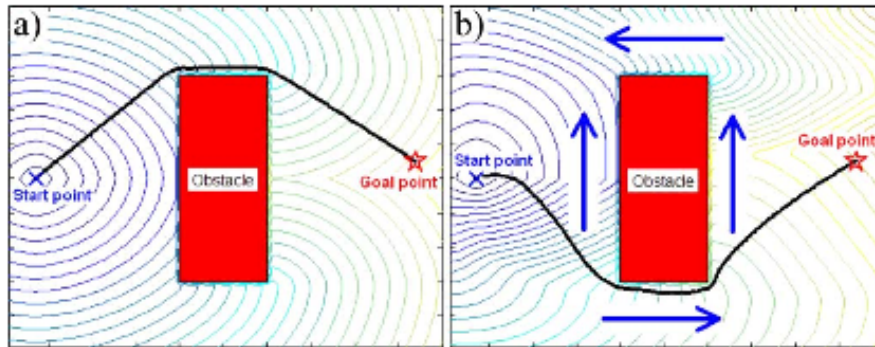 a)
Obstacle
Start point
Goal point
b)
Start point
Obstacle
Goal point